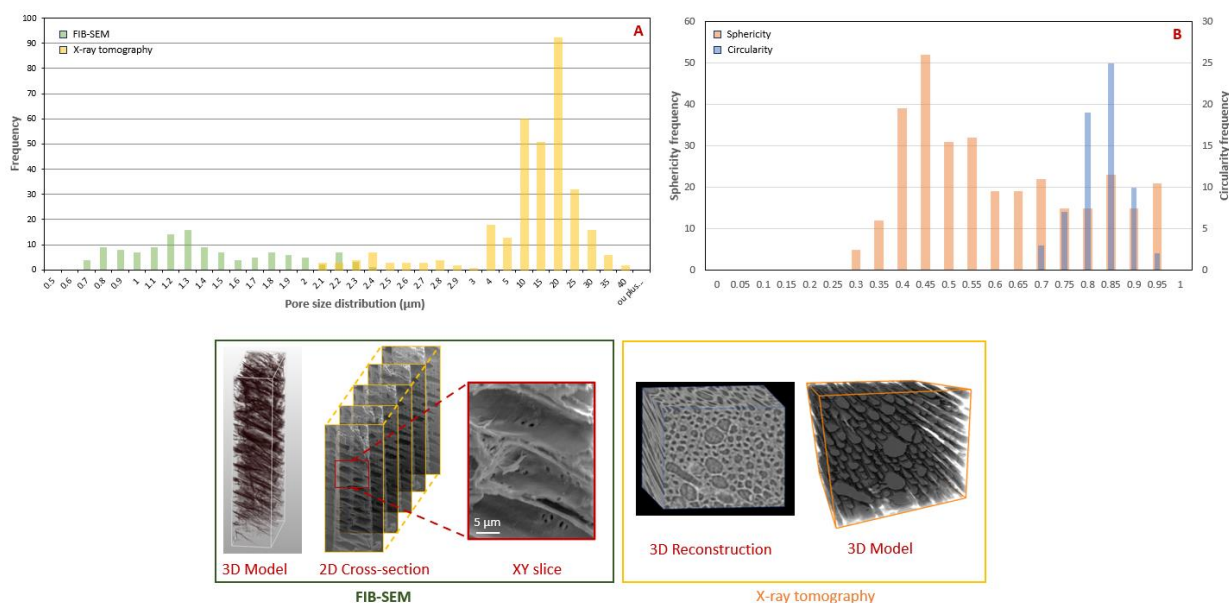 A
FIB-SEM
X-ray tomography
Frequency
100
90
80
70
60
50
40
30
20
10
0
0.5 0.6 0.7 0.8 0.9 1 1.1 1.2 1.3 1.4 1.5 1.6 1.7 1.8 1.9 2 2.1 2.2 2.3 2.4 2.5 2.6 2.7 2.8 2.9 3 4 5 10 15 20 25 30 35 40 ou plus...
Pore size distribution (µm)
B
Sphericity
Circularity
Sphericity frequency
60
50
40
30
20
10
0
30
25
20
15
10
5
0
Circularity frequency
0 0.05 0.1 0.15 0.2 0.25 0.3 0.35 0.4 0.45 0.5 0.55 0.6 0.65 0.7 0.75 0.8 0.85 0.9 0.95 1
5 µm
3D Model
2D Cross-section
XY slice
FIB-SEM
3D Reconstruction
3D Model
X-ray tomography